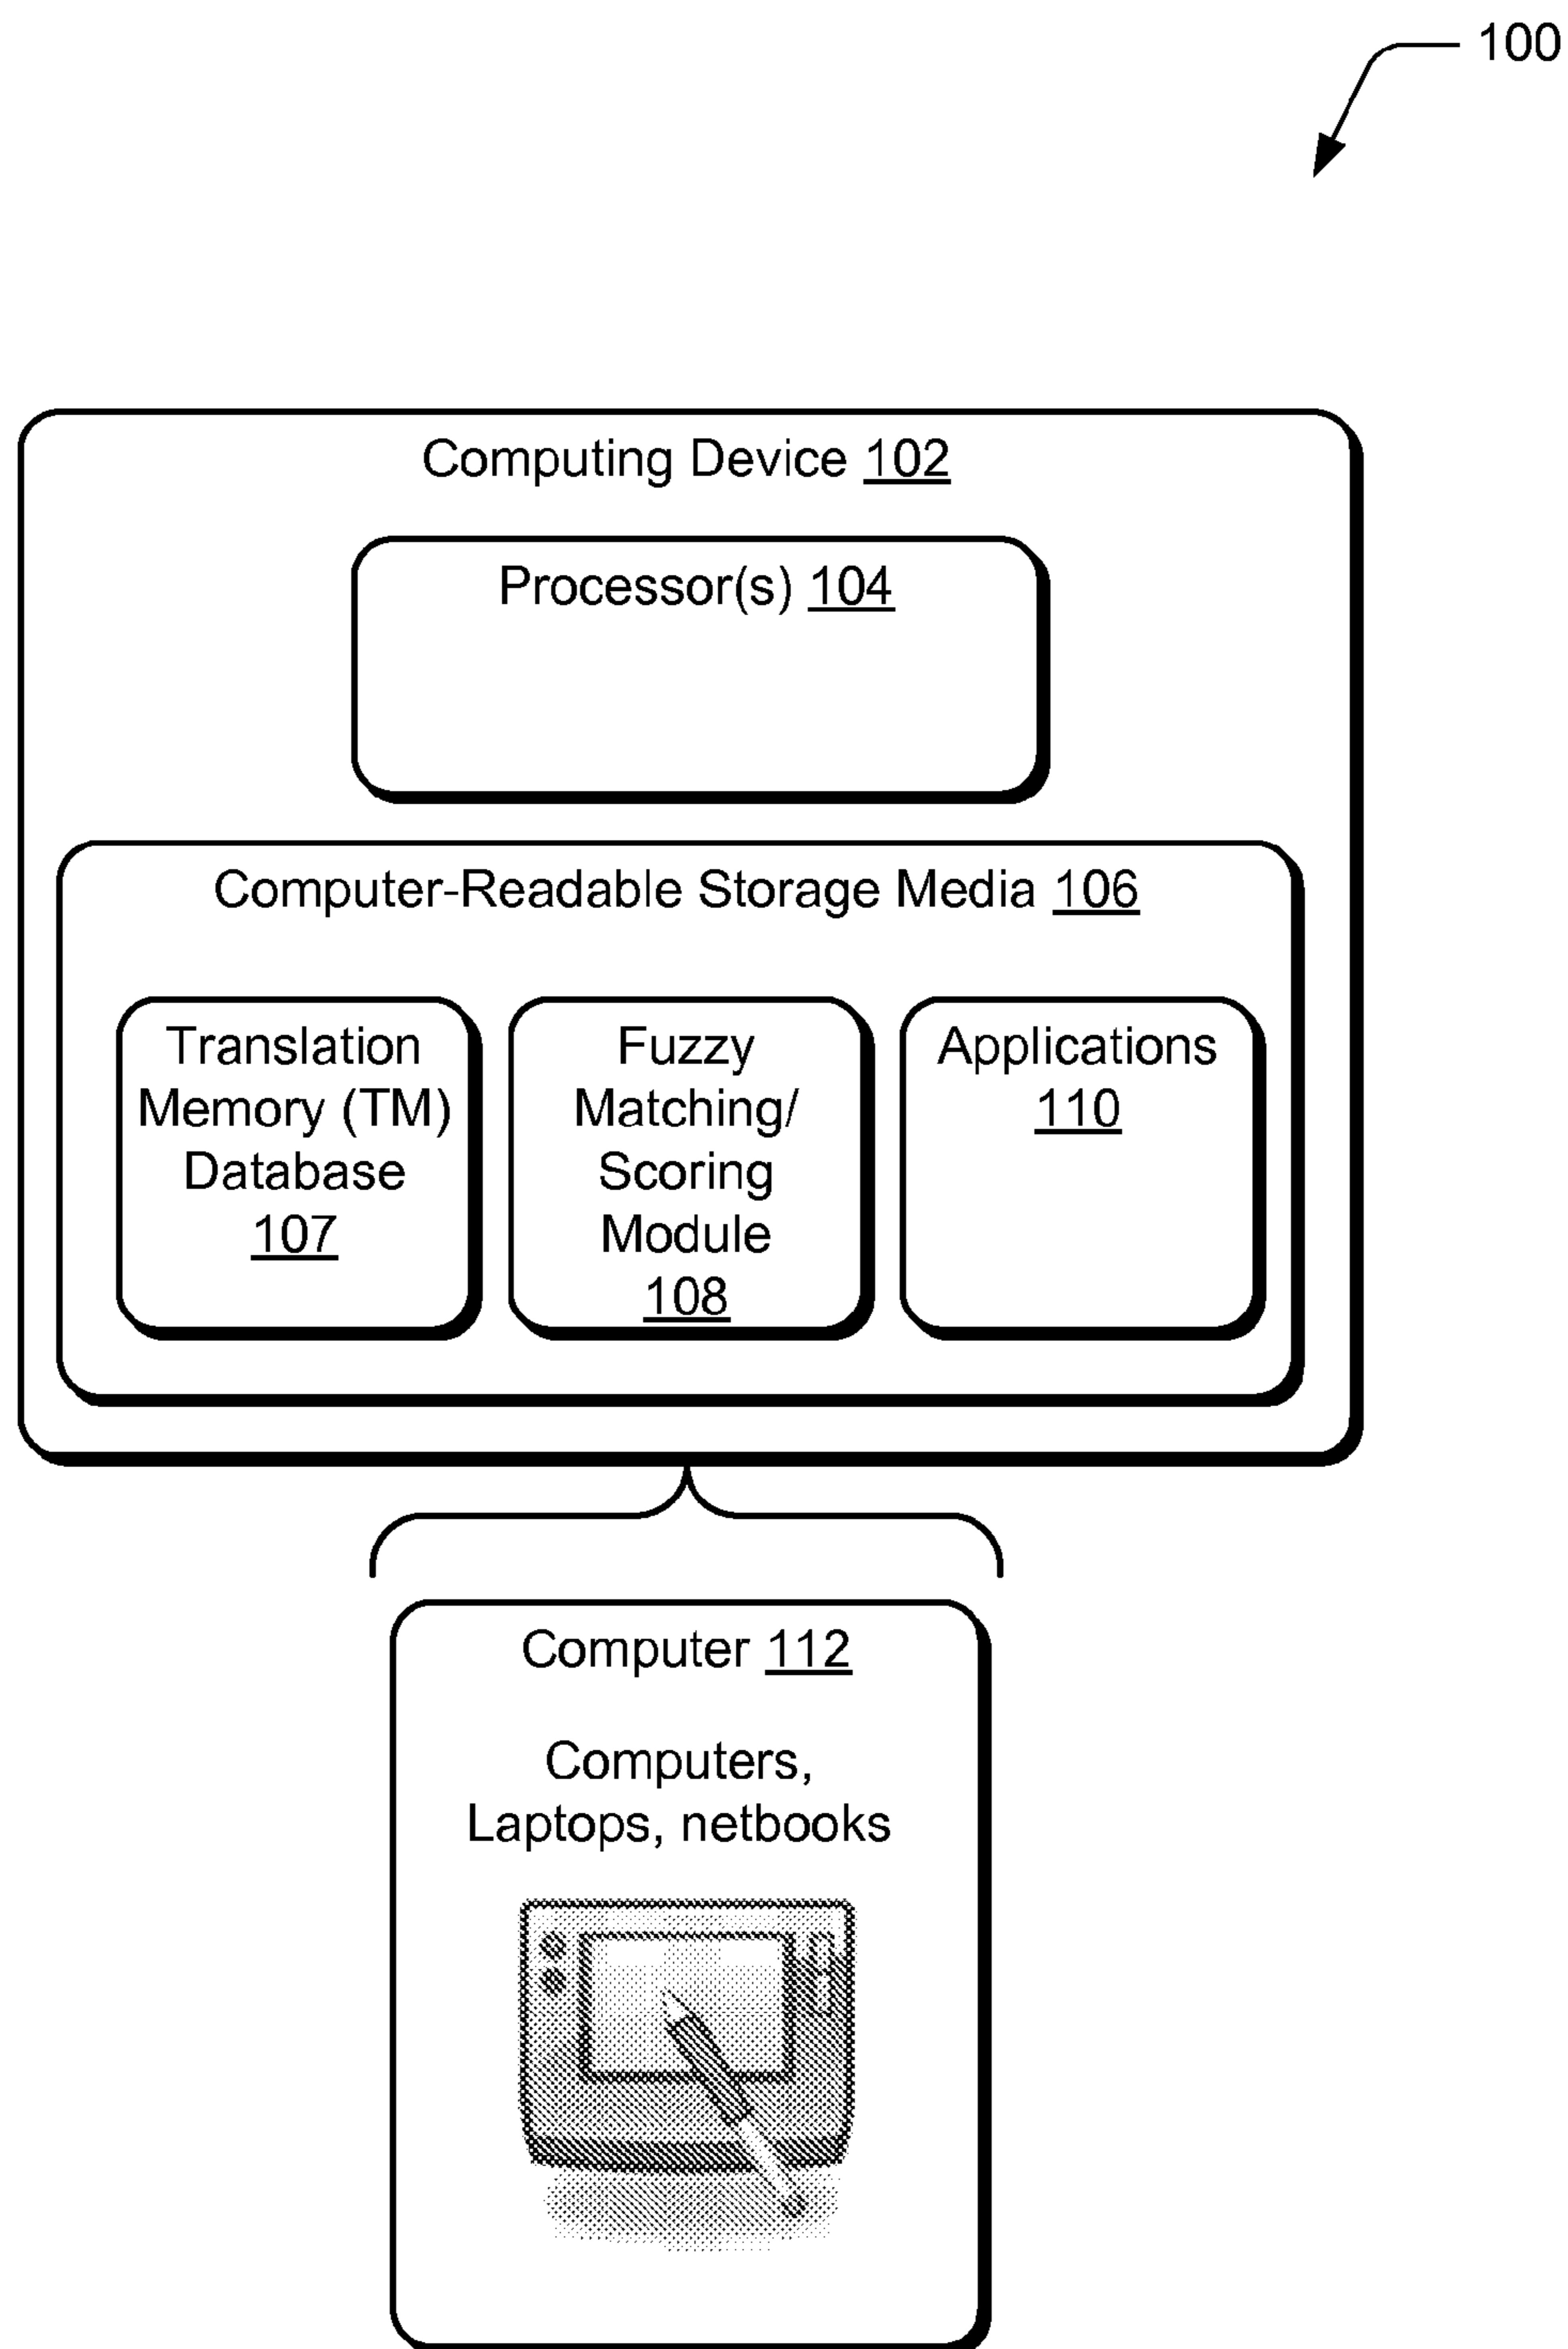 100
Computing Device 102
Processor(s) 104
Computer-Readable Storage Media 106
Translation
Memory (TM)
Database
107
Fuzzy
Matching/
Scoring
Module
108
Applications
110
Computer 112
Computers,
Laptops, netbooks